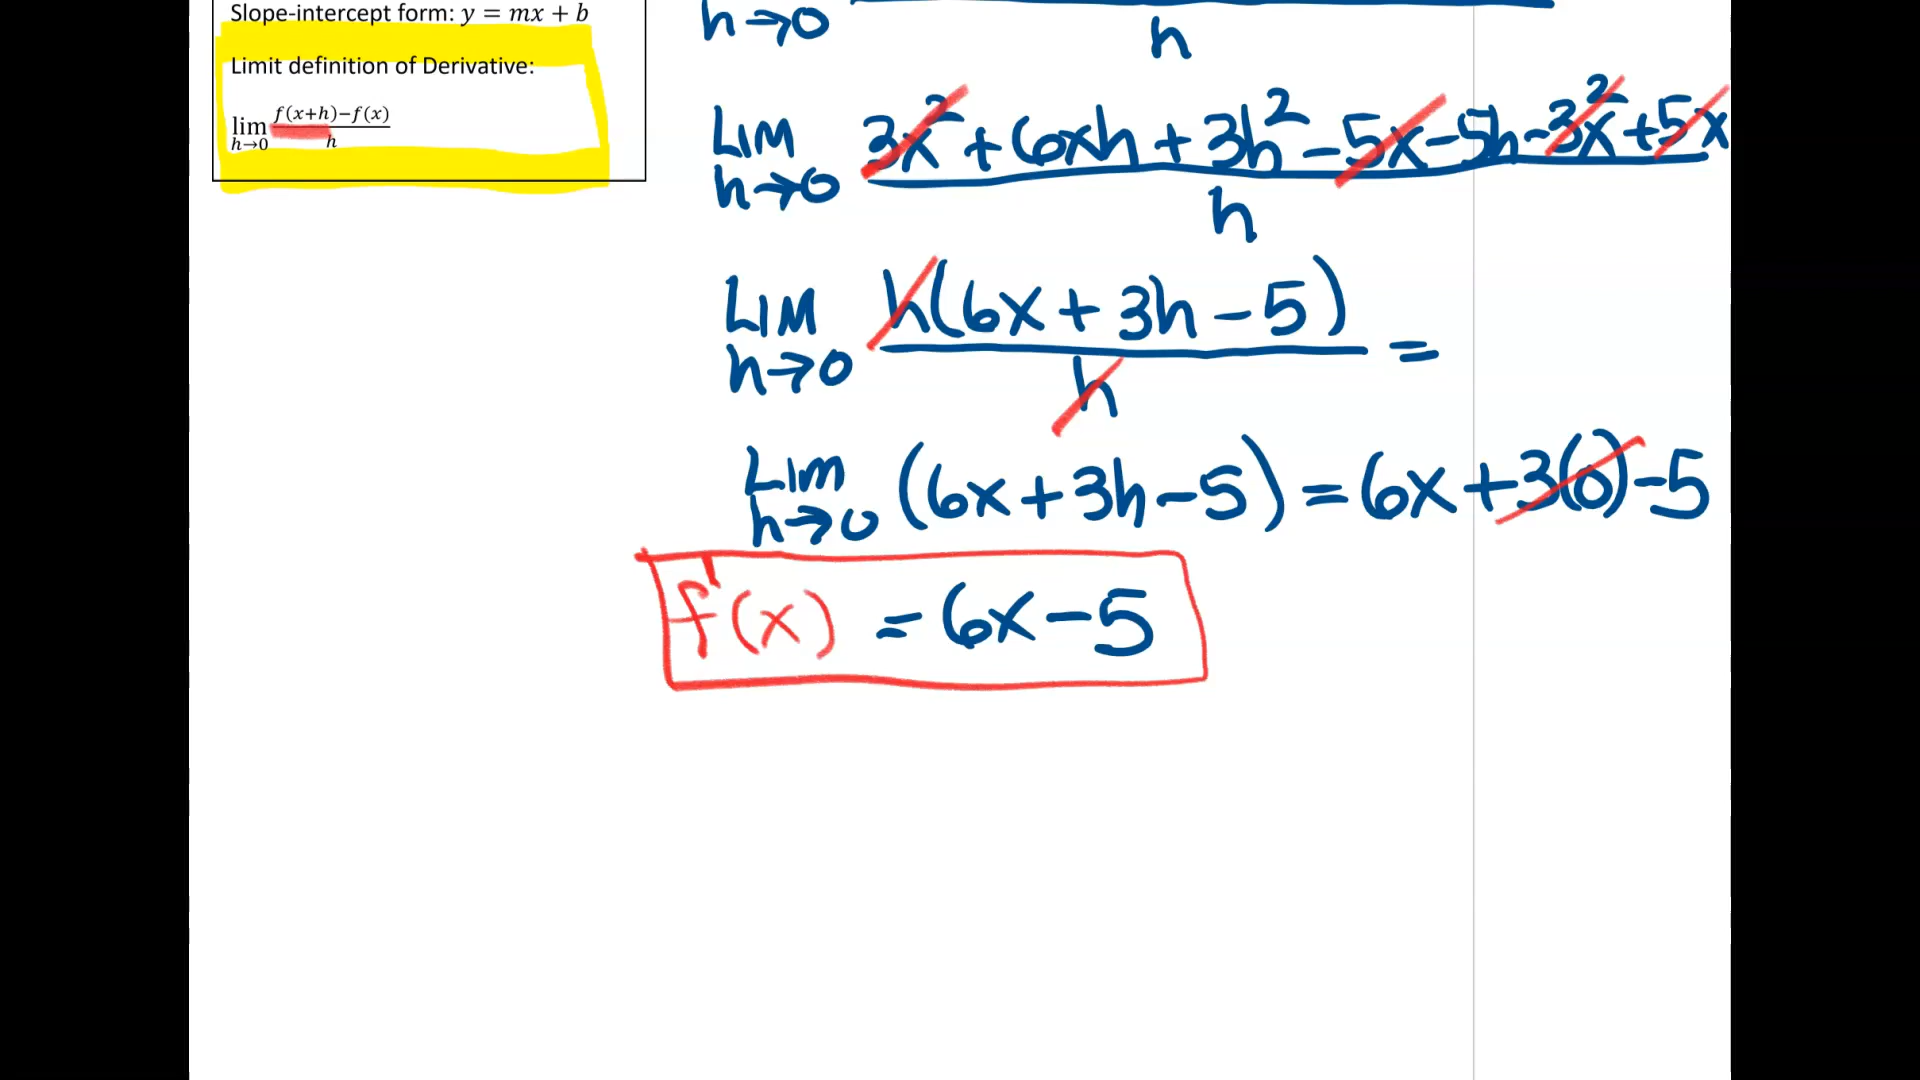 Slope-intercept form: y = mx + b
Limit definition of Derivative:
lim h→0 f(x+h)−f(x) / h
h→0 h
LIM h→0 3x² + 6xh + 3h² - 5x - 5h - 3x² + 5x / h
LIM h→0 h(6x + 3h - 5) / h =
LIM h→0 (6x + 3h - 5) = 6x + 3(0) - 5
f'(x) = 6x - 5